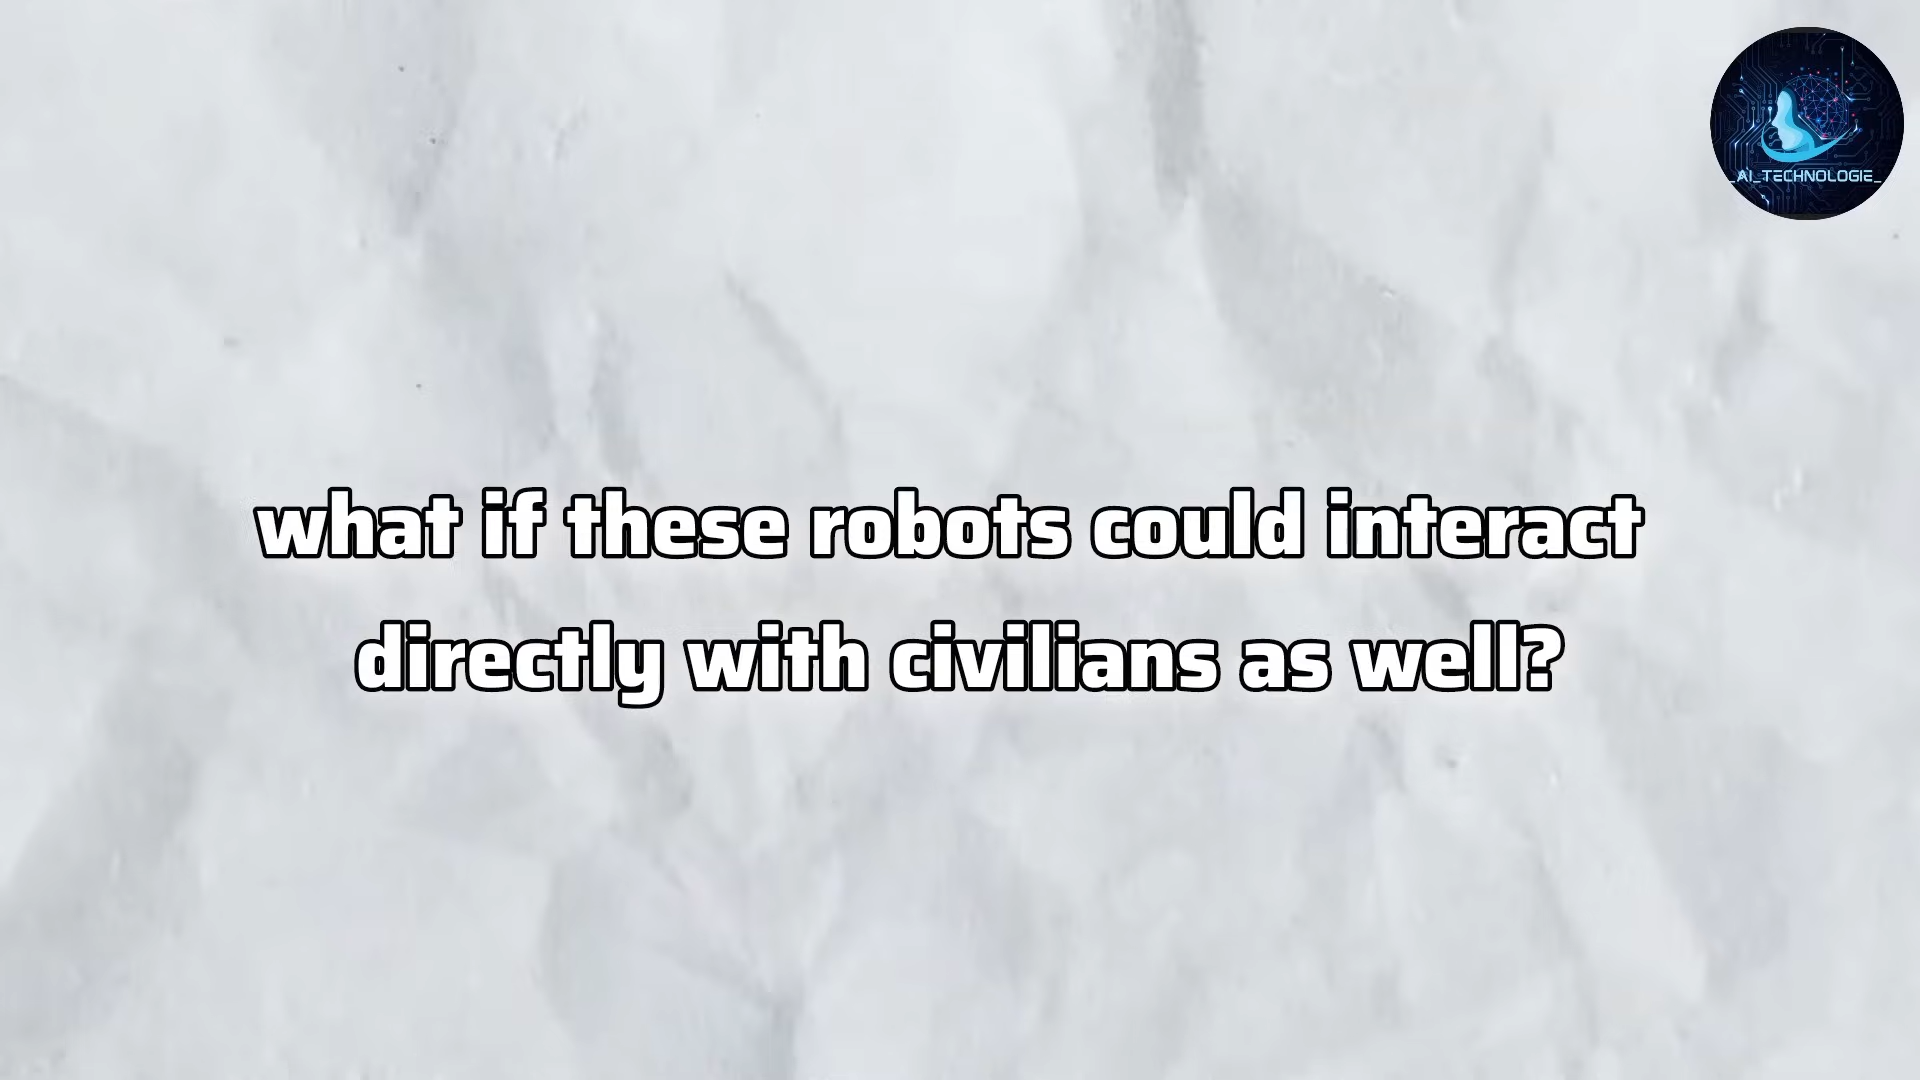 _AI_TECHNOLOGIE_
what if these robots could interact
directly with civilians as well?